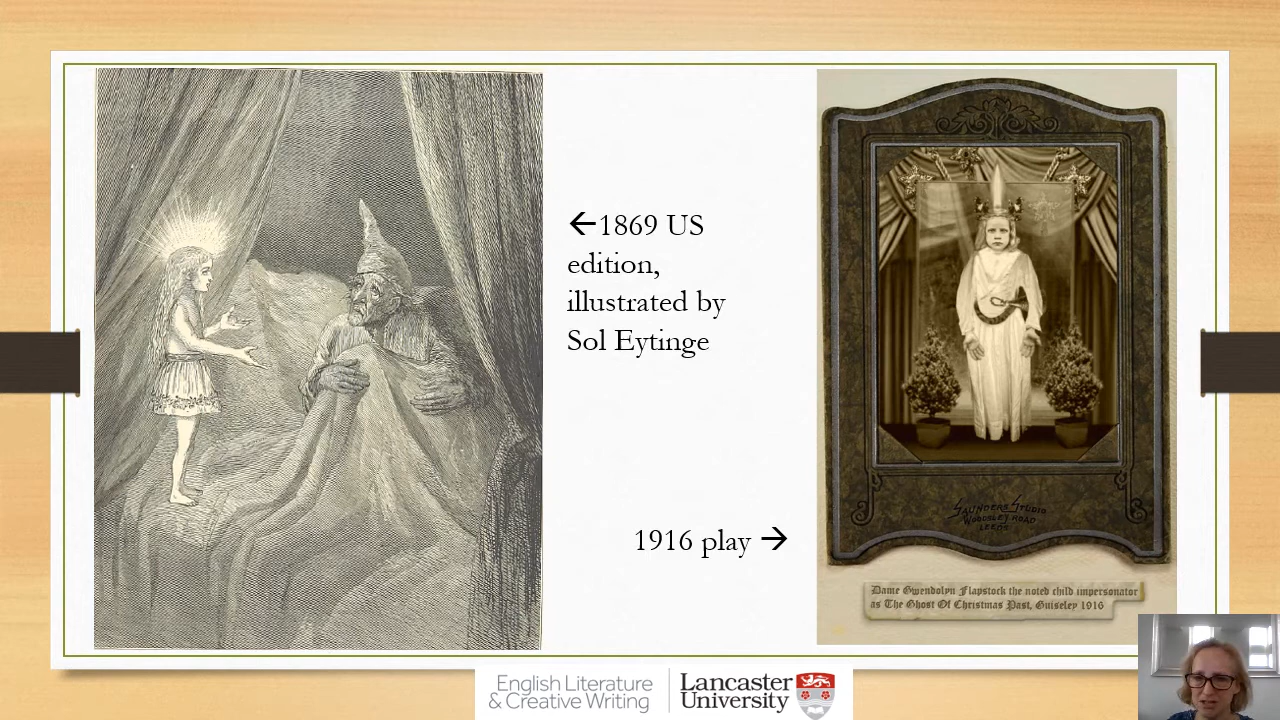 ←1869 US
edition,
illustrated by
Sol Eytinge
1916 play →
Saunders Studio
Woodsley Road
Leeds
Dame Gwendolyn Flapstock the noted child impersonator
as The Ghost Of Christmas Past, Guiseley 1916
English Literature
& Creative Writing
Lancaster
University